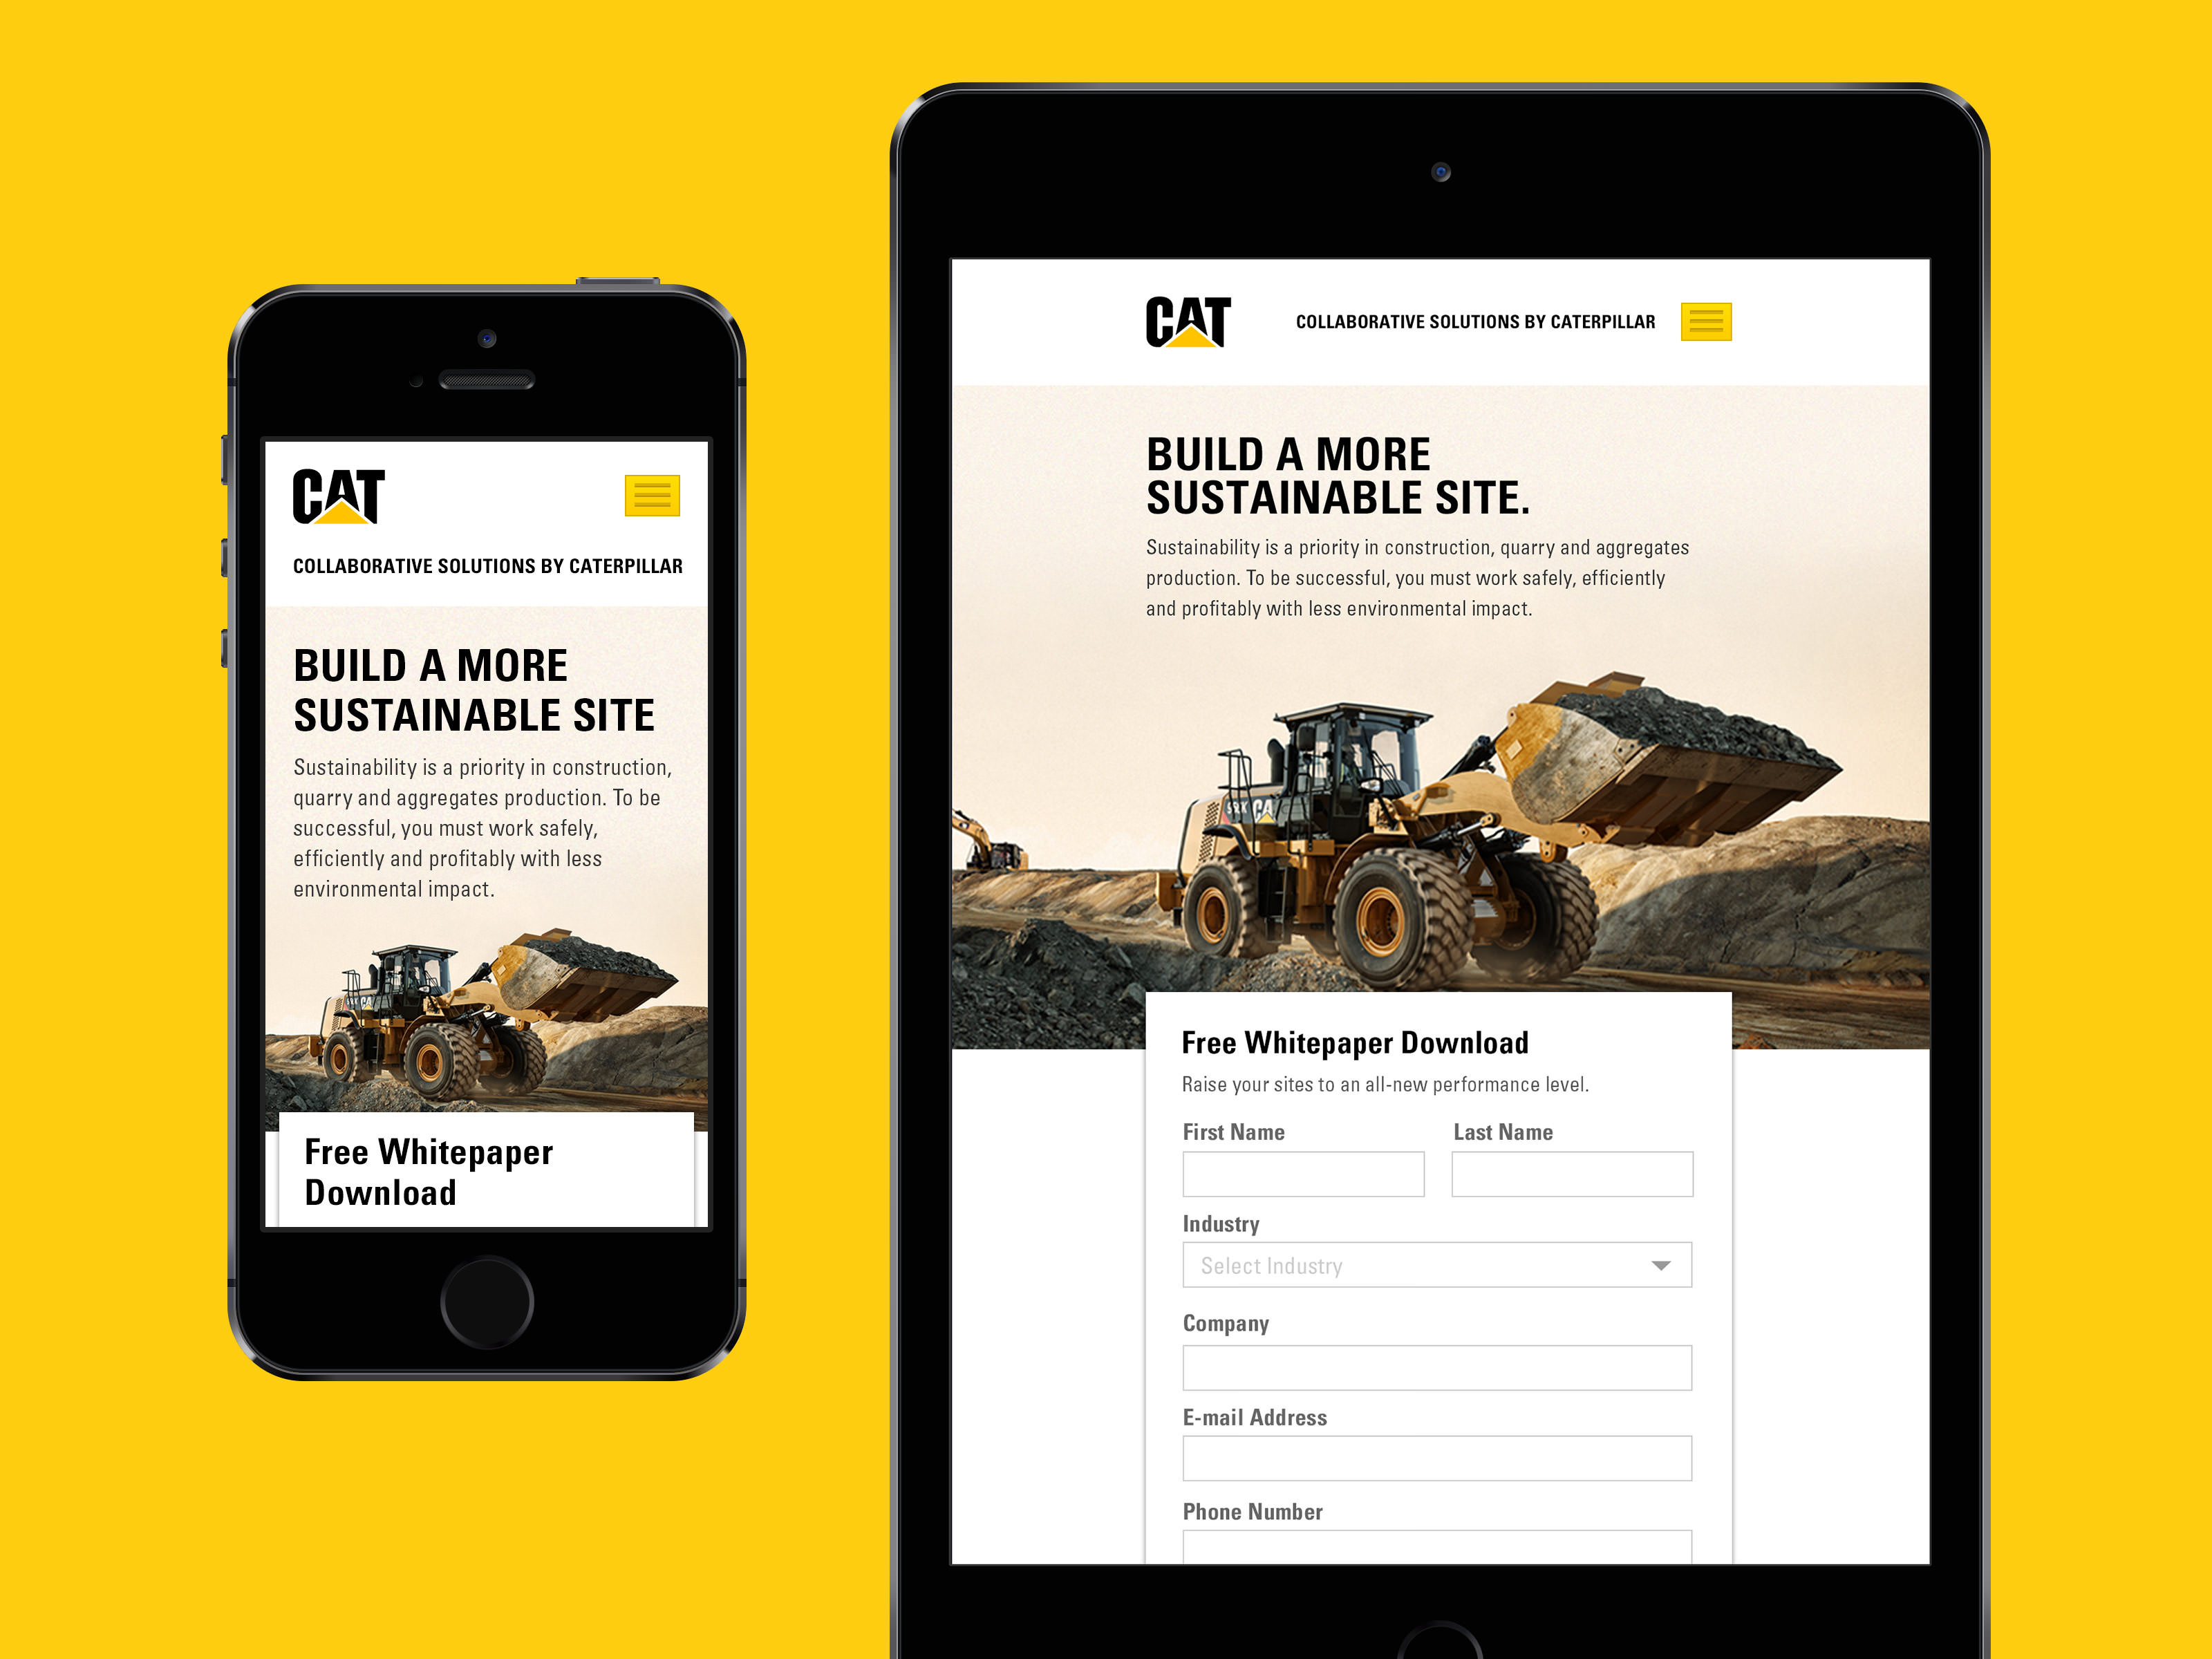 CAT
COLLABORATIVE SOLUTIONS BY CATERPILLAR
BUILD A MORE
SUSTAINABLE SITE
Sustainability is a priority in construction,
quarry and aggregates production. To be
successful, you must work safely,
efficiently and profitably with less
environmental impact.
Free Whitepaper
Download
CAT
COLLABORATIVE SOLUTIONS BY CATERPILLAR
BUILD A MORE
SUSTAINABLE SITE.
Sustainability is a priority in construction, quarry and aggregates
production. To be successful, you must work safely, efficiently
and profitably with less environmental impact.
Free Whitepaper Download
Raise your sites to an all-new performance level.
First Name
Last Name
Industry
Select Industry
Company
E-mail Address
Phone Number